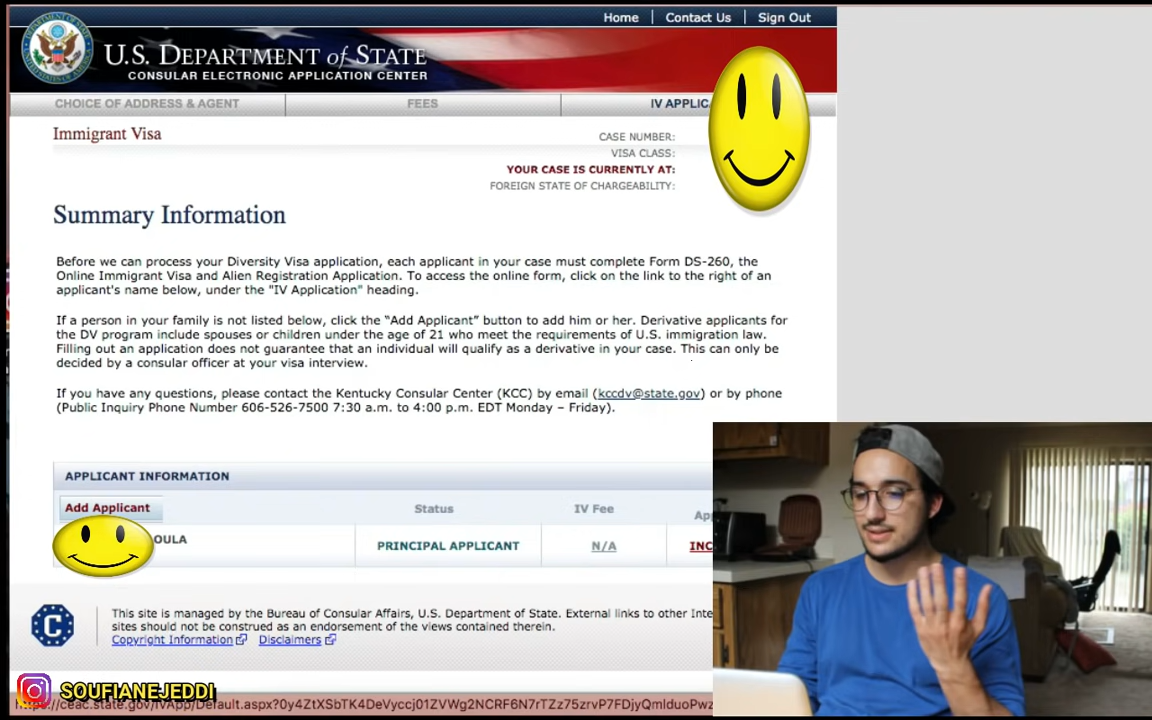 Home | Contact Us | Sign Out
U.S. DEPARTMENT of STATE
CONSULAR ELECTRONIC APPLICATION CENTER
CHOICE OF ADDRESS & AGENT
FEES
IV APPLIC
Immigrant Visa
CASE NUMBER:
VISA CLASS:
YOUR CASE IS CURRENTLY AT:
FOREIGN STATE OF CHARGEABILITY:
Summary Information
Before we can process your Diversity Visa application, each applicant in your case must complete Form DS-260, the
Online Immigrant Visa and Alien Registration Application. To access the online form, click on the link to the right of an
applicant's name below, under the "IV Application" heading.
If a person in your family is not listed below, click the “Add Applicant” button to add him or her. Derivative applicants for
the DV program include spouses or children under the age of 21 who meet the requirements of U.S. immigration law.
Filling out an application does not guarantee that an individual will qualify as a derivative in your case. This can only be
decided by a consular officer at your visa interview.
If you have any questions, please contact the Kentucky Consular Center (KCC) by email (kccdv@state.gov) or by phone
(Public Inquiry Phone Number 606-526-7500 7:30 a.m. to 4:00 p.m. EDT Monday – Friday).
APPLICANT INFORMATION
Add Applicant
Status
IV Fee
Ap
OULA
PRINCIPAL APPLICANT
N/A
INC
This site is managed by the Bureau of Consular Affairs, U.S. Department of State. External links to other Inte
sites should not be construed as an endorsement of the views contained therein.
Copyright Information Disclaimers
SOUFIANEJEDDI